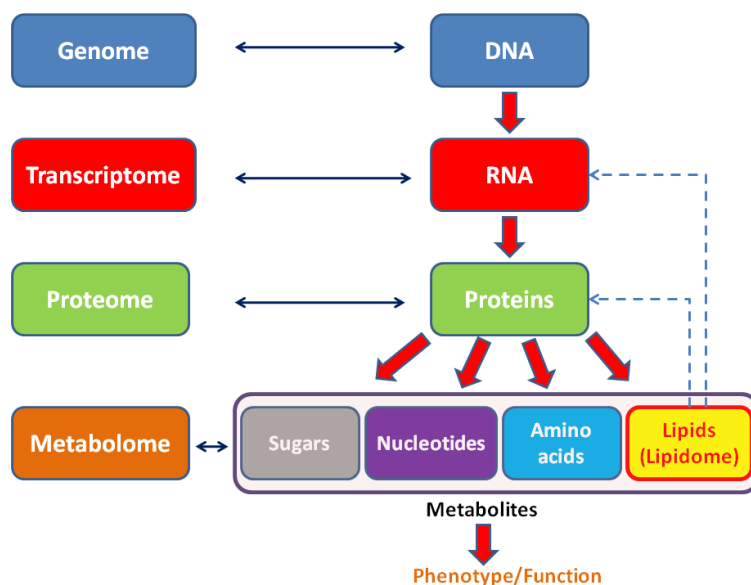 Genome
DNA
Transcriptome
RNA
Proteome
Proteins
Metabolome
Sugars
Nucleotides
Amino
acids
Lipids
(Lipidome)
Metabolites
Phenotype/Function